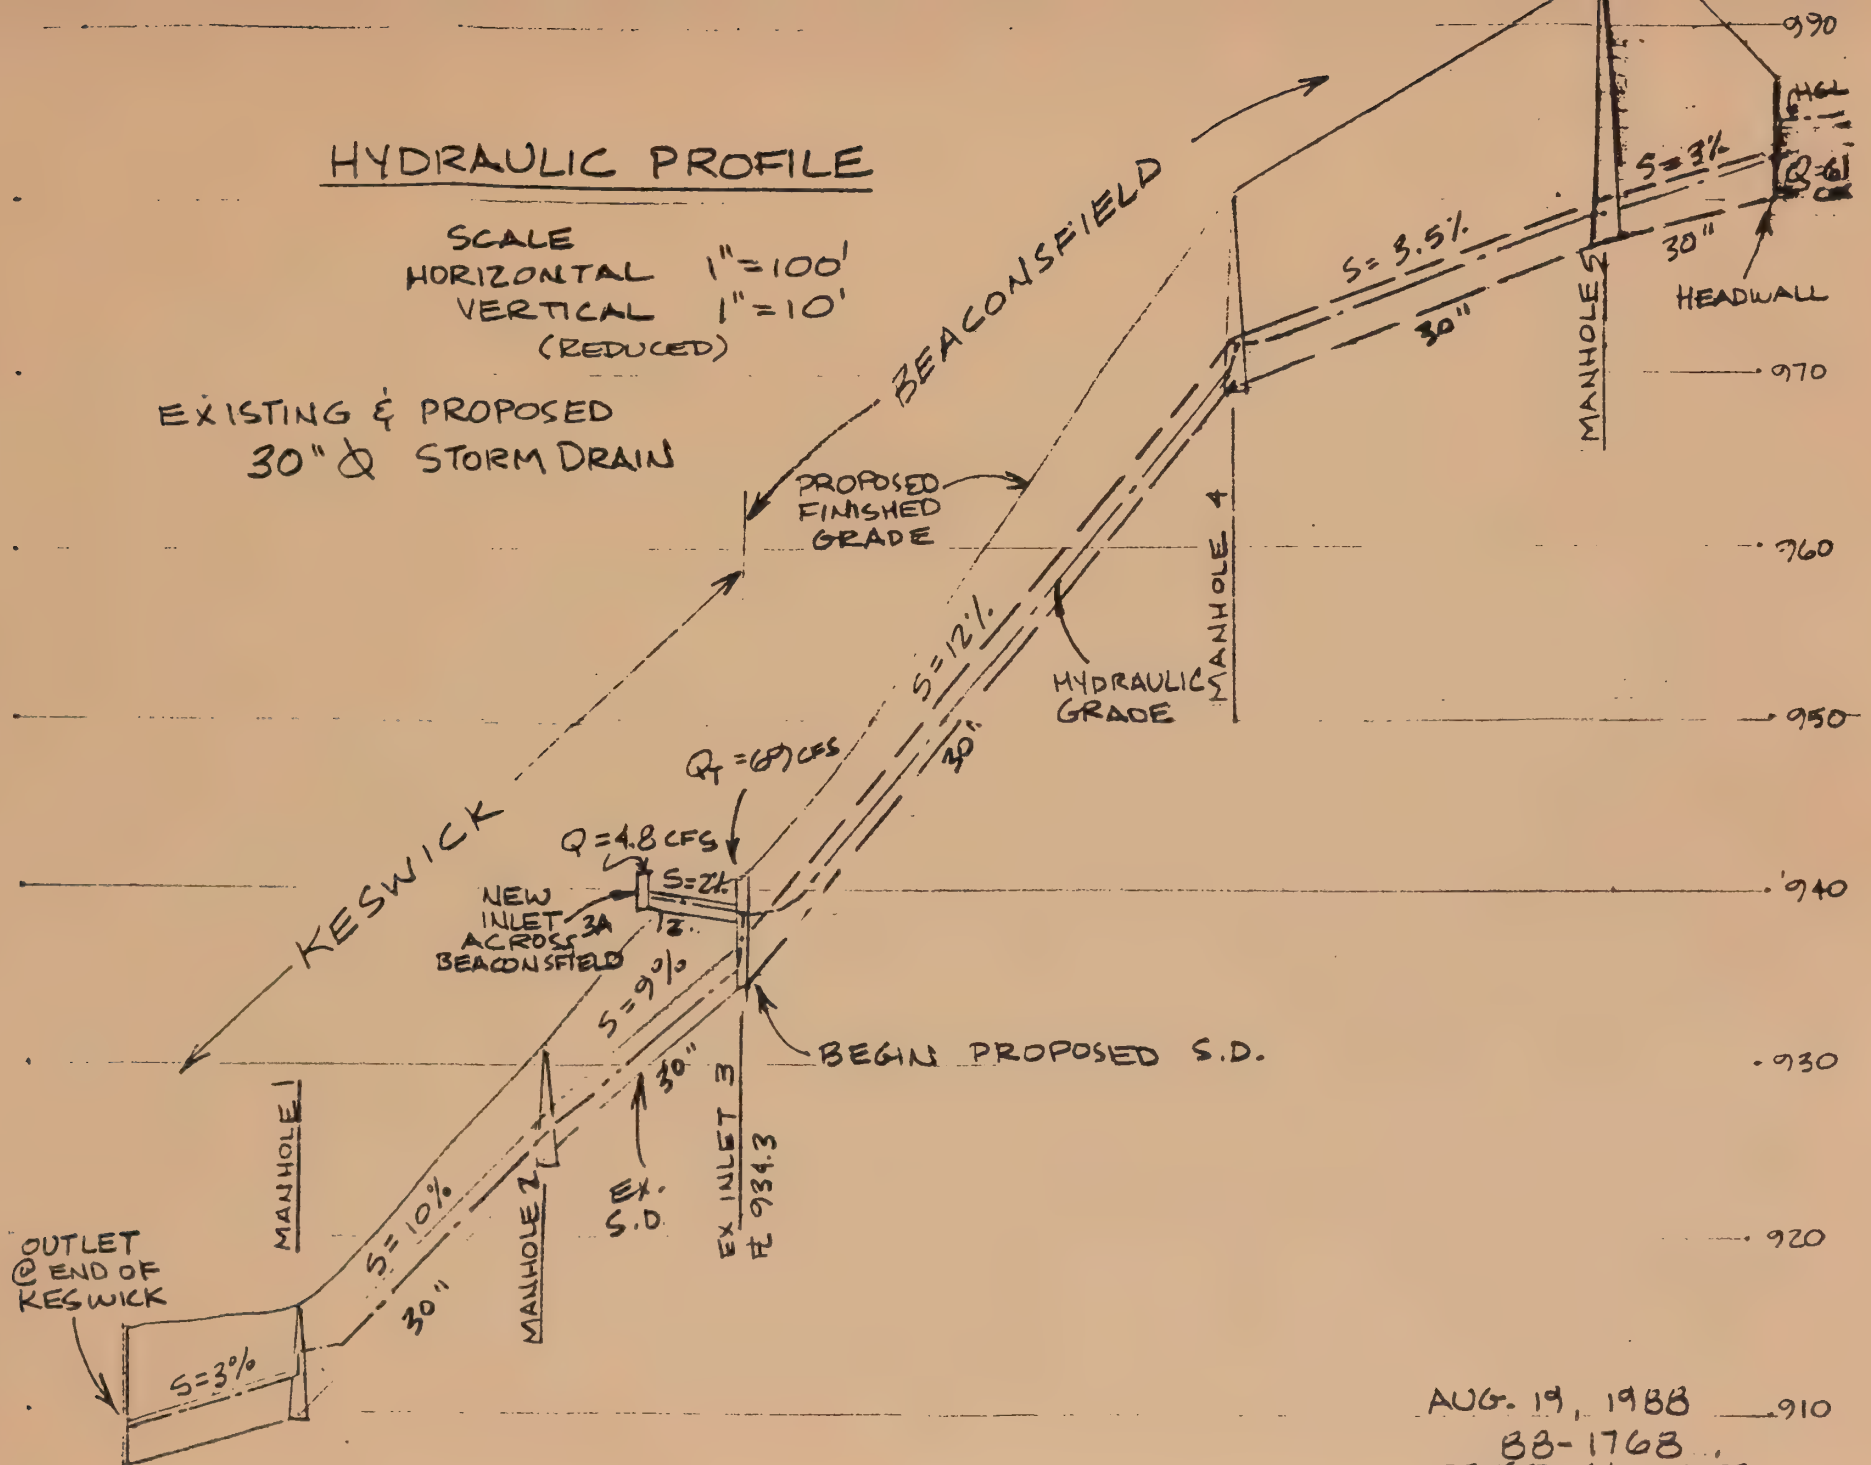 HYDRAULIC PROFILE
SCALE
HORIZONTAL 1"=100'
VERTICAL 1"=10'
(REDUCED)
EXISTING & PROPOSED
30" STORM DRAIN
BEACONSFIELD
KESWICK
PROPOSED
FINISHED
GRADE
HYDRAULIC
GRADE
MANHOLE 4
MANHOLE 5
HEADWALL
HGL
S=3%
30"
S=3.5%
30"
S=12%
30"
Q=4.8 CFS
S=2%
NEW
INLET 3A
ACROSS
BEACONSFIELD
S=9%
30"
BEGIN PROPOSED S.D.
EX INLET 3
FL 934.3
EX.
S.D.
MANHOLE 2
MANHOLE 1
S=10%
30"
OUTLET
@ END OF
KESWICK
S=3%
990
970
960
950
940
930
920
910
AUG. 19, 1988
88-1768